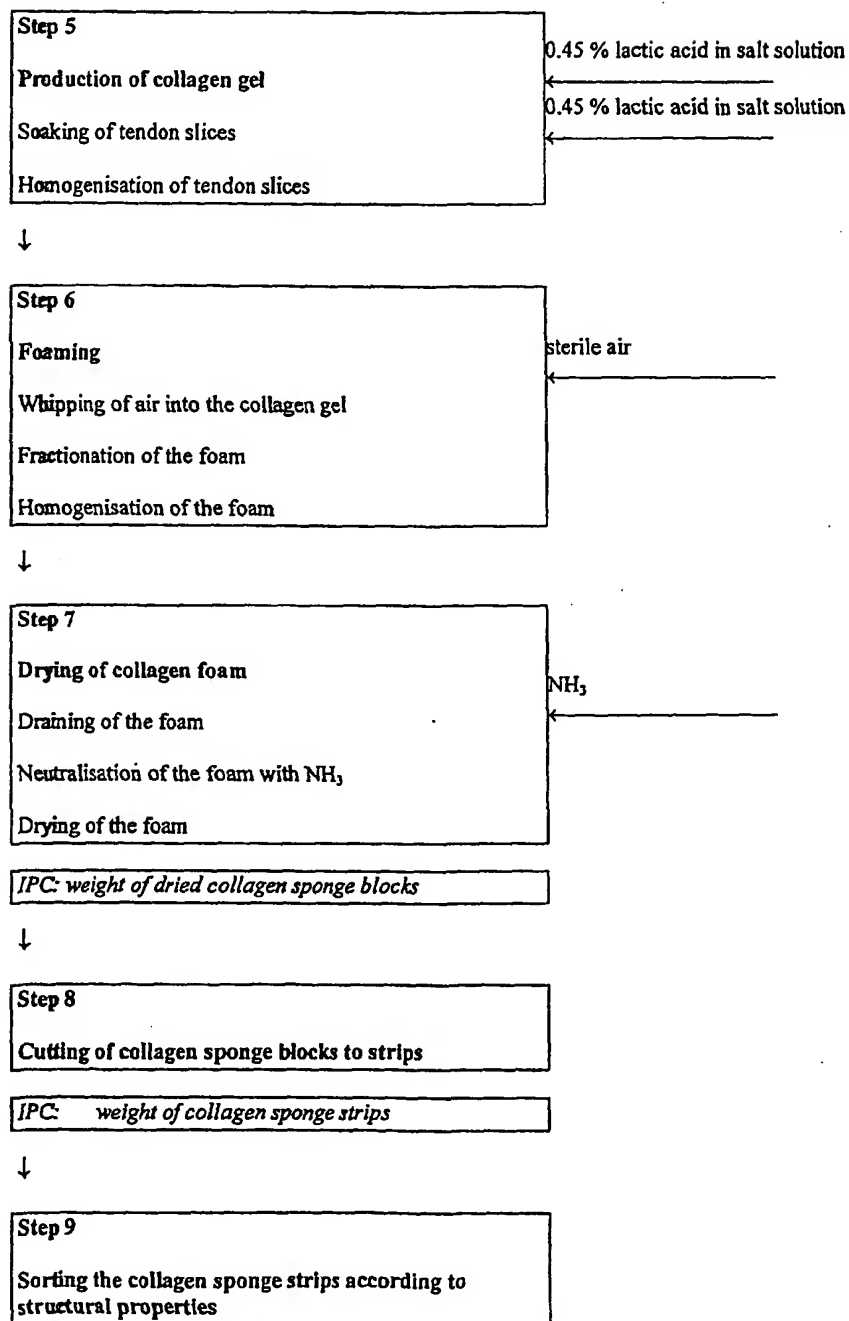 Step 5
0.45 % lactic acid in salt solution
Production of collagen gel
0.45 % lactic acid in salt solution
Soaking of tendon slices
Homogenisation of tendon slices
↓
Step 6
Foaming
sterile air
Whipping of air into the collagen gel
Fractionation of the foam
Homogenisation of the foam
↓
Step 7
Drying of collagen foam
NH₃
Draining of the foam
Neutralisation of the foam with NH₃
Drying of the foam
IPC: weight of dried collagen sponge blocks
↓
Step 8
Cutting of collagen sponge blocks to strips
IPC: weight of collagen sponge strips
↓
Step 9
Sorting the collagen sponge strips according to
structural properties